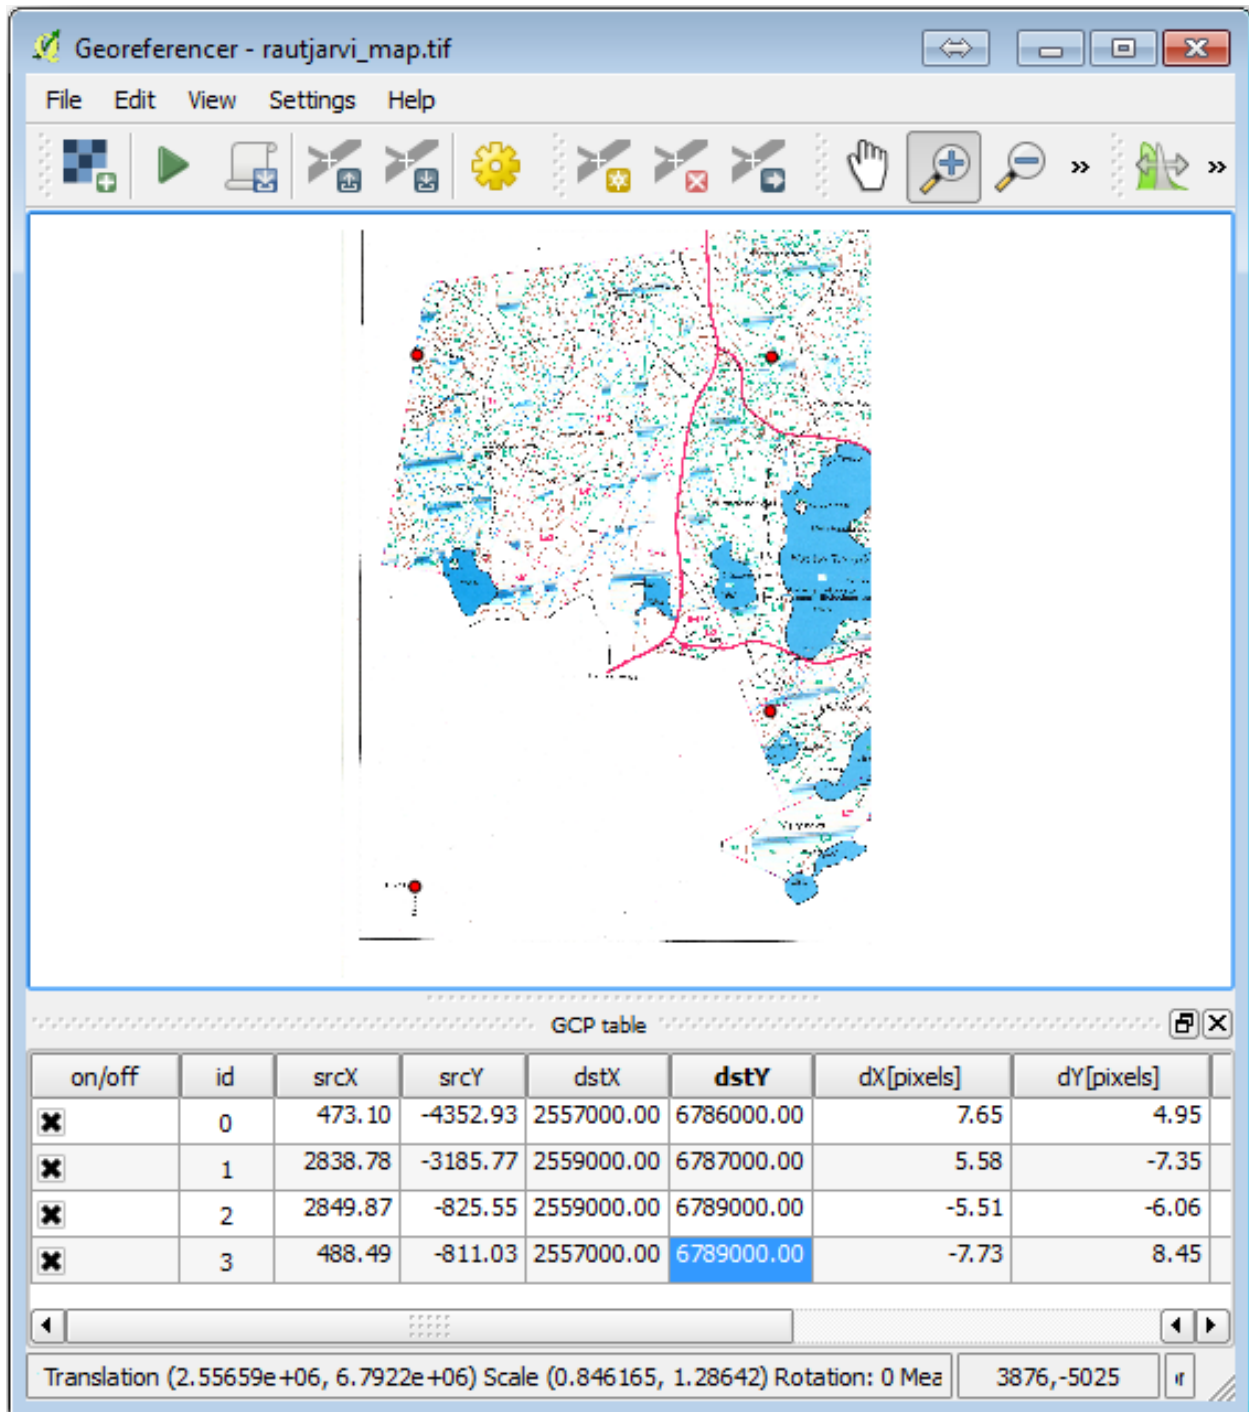 Georeferencer - rautjarvi_map.tif
File Edit View Settings Help
GCP table
on/off id srcX srcY dstX dstY dX[pixels] dY[pixels]
0 473.10 -4352.93 2557000.00 6786000.00 7.65 4.95
1 2838.78 -3185.77 2559000.00 6787000.00 5.58 -7.35
2 2849.87 -825.55 2559000.00 6789000.00 -5.51 -6.06
3 488.49 -811.03 2557000.00 6789000.00 -7.73 8.45
Translation (2.55659e+06, 6.7922e+06) Scale (0.846165, 1.28642) Rotation: 0 Mea 3876,-5025